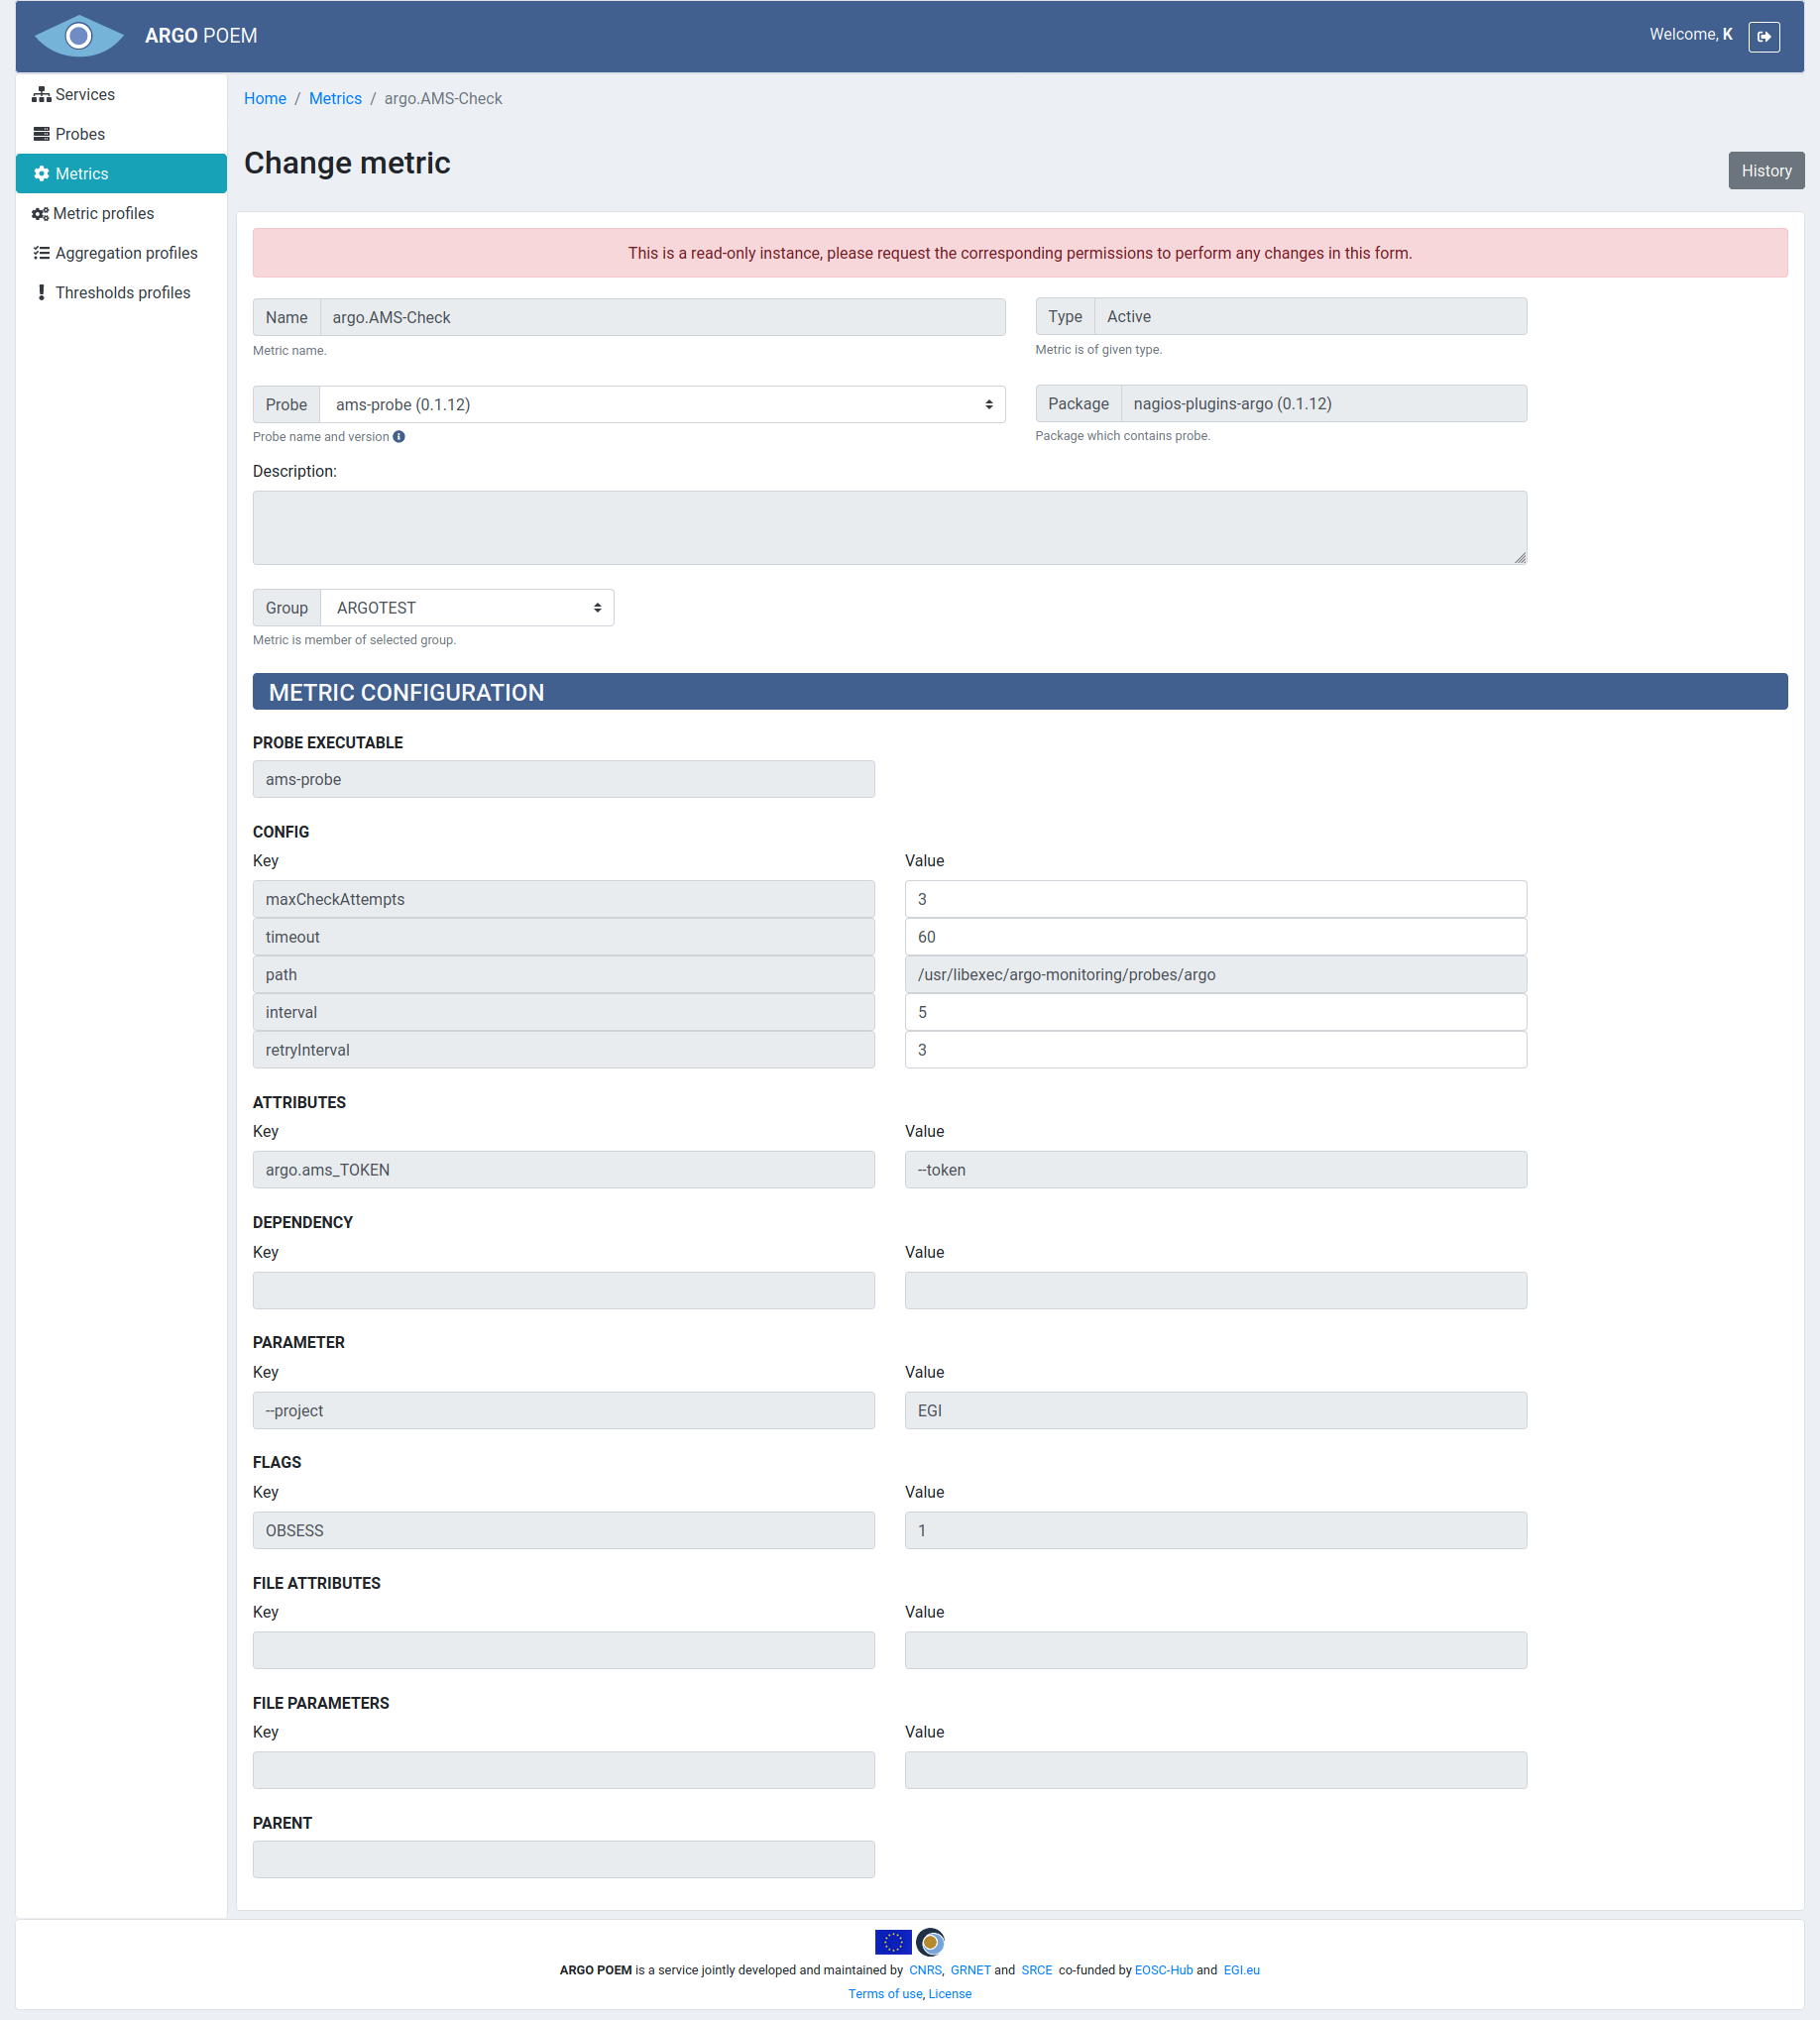 ARGO POEM
Welcome, K
Services
Probes
Metrics
Metric profiles
Aggregation profiles
Thresholds profiles
Home / Metrics / argo.AMS-Check
Change metric
History
This is a read-only instance, please request the corresponding permissions to perform any changes in this form.
Name argo.AMS-Check
Type Active
Metric name.
Metric is of given type.
Probe ams-probe (0.1.12)
Package nagios-plugins-argo (0.1.12)
Probe name and version
Package which contains probe.
Description:
Group ARGOTEST
Metric is member of selected group.
METRIC CONFIGURATION
PROBE EXECUTABLE
ams-probe
CONFIG
Key Value
maxCheckAttempts 3
timeout 60
path /usr/libexec/argo-monitoring/probes/argo
interval 5
retryInterval 3
ATTRIBUTES
Key Value
argo.ams_TOKEN --token
DEPENDENCY
Key Value
PARAMETER
Key Value
--project EGI
FLAGS
Key Value
OBSESS 1
FILE ATTRIBUTES
Key Value
FILE PARAMETERS
Key Value
PARENT
ARGO POEM is a service jointly developed and maintained by CNRS, GRNET and SRCE co-funded by EOSC-Hub and EGI.eu
Terms of use, License